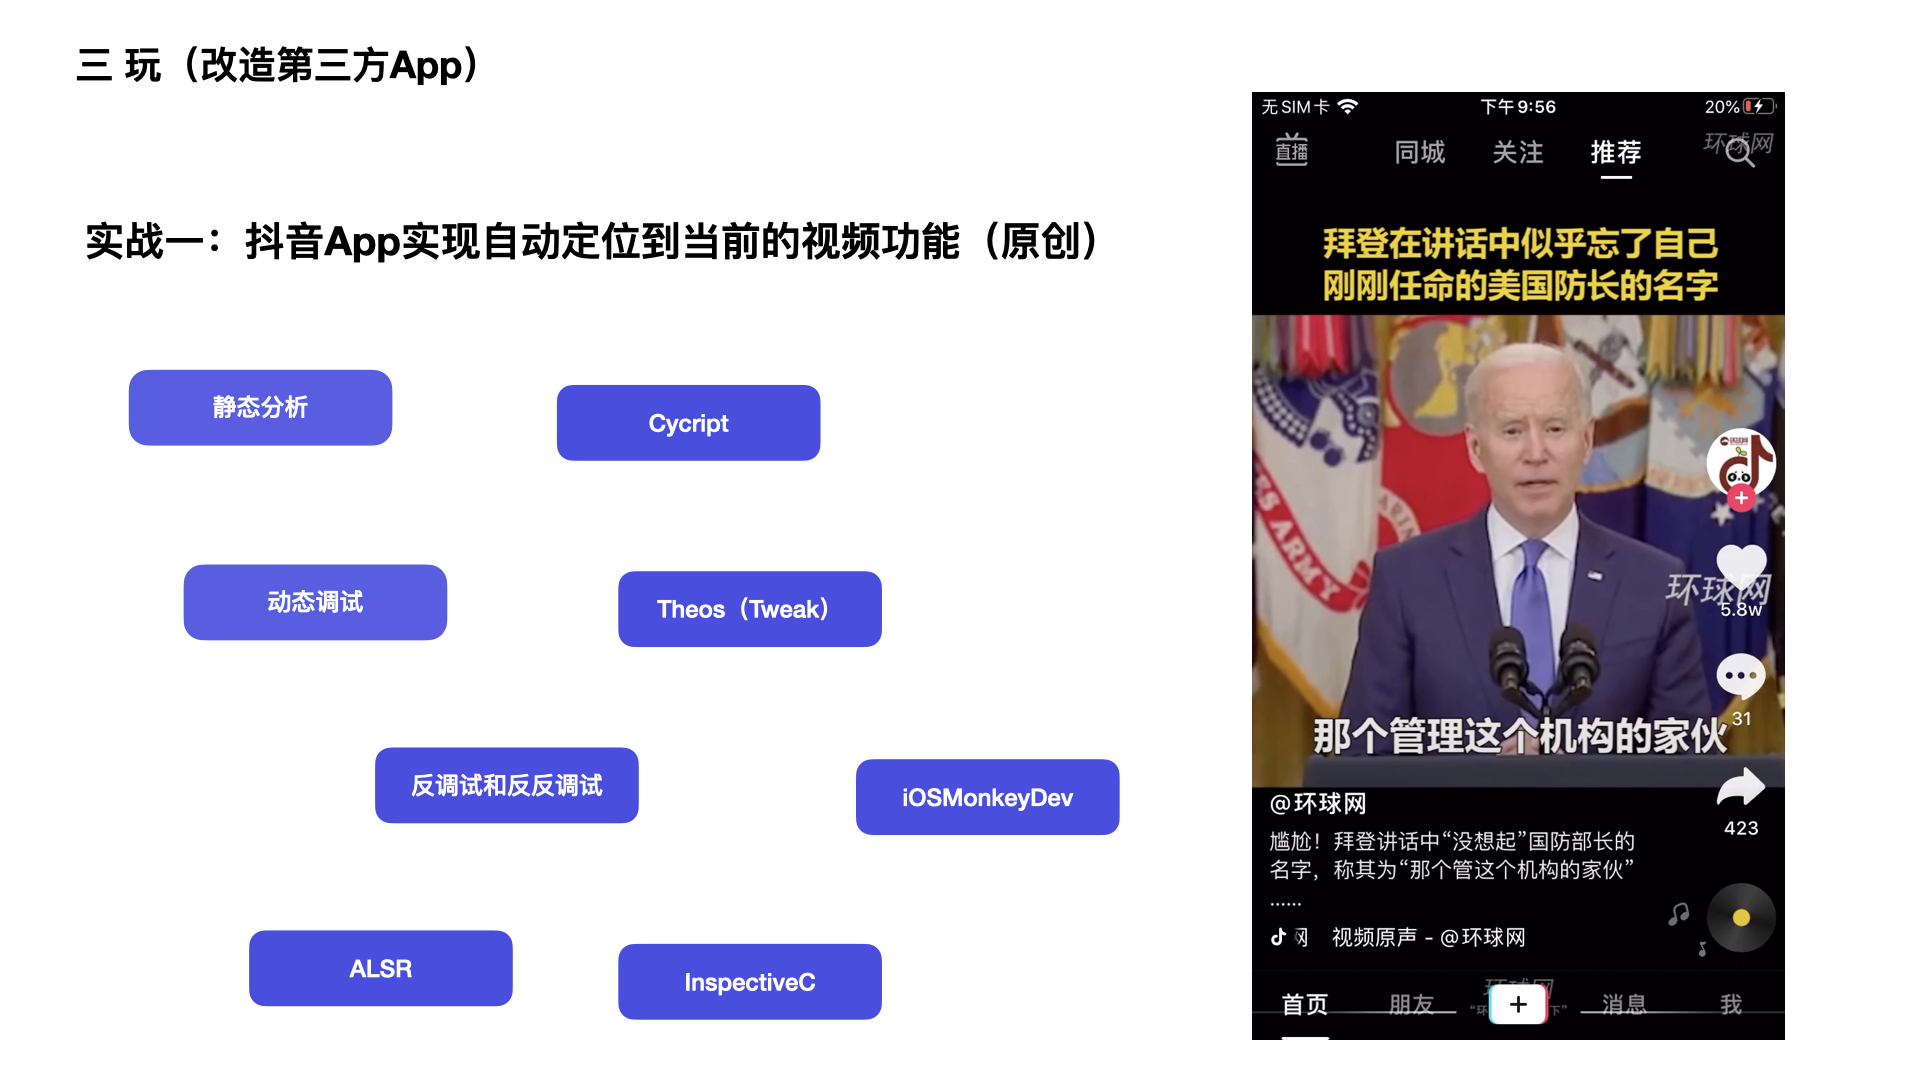 三 玩（改造第三方App）
实战一：抖音App实现自动定位到当前的视频功能（原创）
静态分析
Cycript
动态调试
Theos（Tweak）
反调试和反反调试
iOSMonkeyDev
ALSR
InspectiveC
无SIM卡
下午9:56
20%
直播
同城
关注
推荐
环球网
拜登在讲话中似乎忘了自己
刚刚任命的美国防长的名字
ARMY
环球网
5.8w
31
那个管理这个机构的家伙
423
@环球网
尴尬！拜登讲话中“没想起”国防部长的
名字，称其为“那个管这个机构的家伙”
......
网 视频原声 - @环球网
环球网
首页
朋友
消息
我